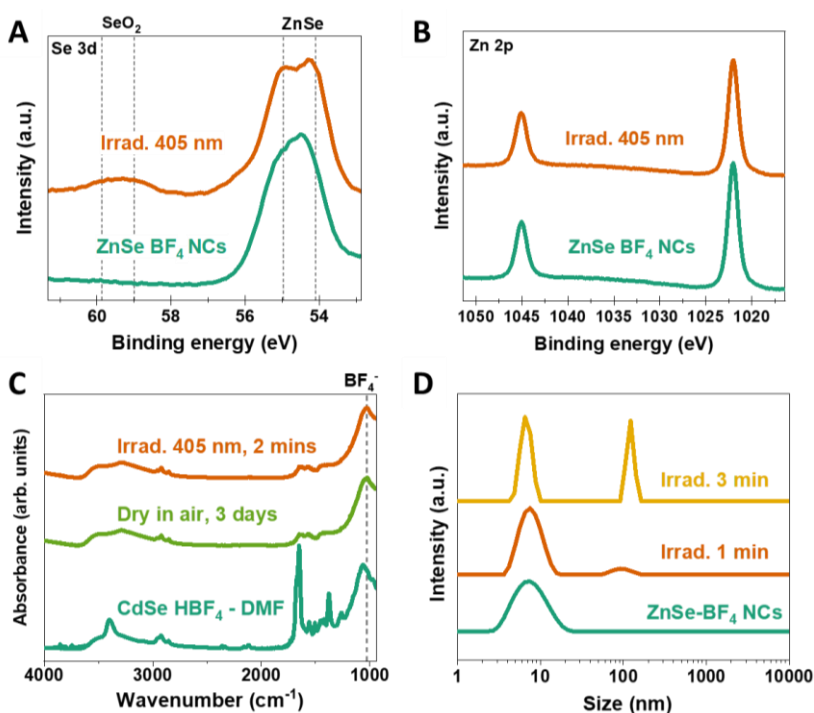 A
SeO₂
ZnSe
Se 3d
Irrad. 405 nm
ZnSe BF₄ NCs
Intensity (a.u.)
60 58 56 54
Binding energy (eV)
B
Zn 2p
Irrad. 405 nm
ZnSe BF₄ NCs
Intensity (a.u.)
1050 1045 1040 1035 1030 1025 1020
Binding energy (eV)
C
BF₄⁻
Irrad. 405 nm, 2 mins
Dry in air, 3 days
CdSe HBF₄ - DMF
Absorbance (arb. units)
4000 3000 2000 1000
Wavenumber (cm⁻¹)
D
Irrad. 3 min
Irrad. 1 min
ZnSe-BF₄ NCs
Intensity (a.u.)
1 10 100 1000 10000
Size (nm)